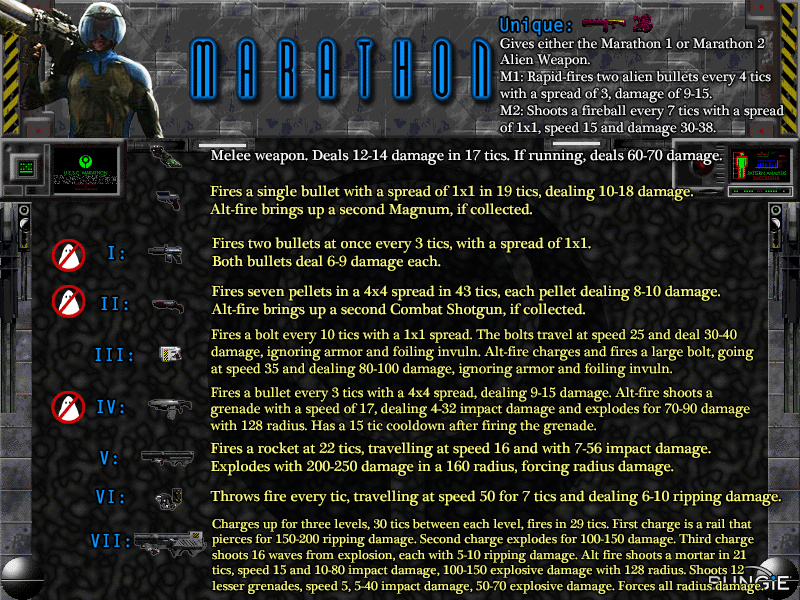 MARATHON
Unique:
Gives either the Marathon 1 or Marathon 2
Alien Weapon.
M1: Rapid-fires two alien bullets every 4 tics
with a spread of 3, damage of 9-15.
M2: Shoots a fireball every 7 tics with a spread
of 1x1, speed 15 and damage 30-38.
Melee weapon. Deals 12-14 damage in 17 tics. If running, deals 60-70 damage.
Fires a single bullet with a spread of 1x1 in 19 tics, dealing 10-18 damage.
Alt-fire brings up a second Magnum, if collected.
I:
Fires two bullets at once every 3 tics, with a spread of 1x1.
Both bullets deal 6-9 damage each.
II:
Fires seven pellets in a 4x4 spread in 43 tics, each pellet dealing 8-10 damage.
Alt-fire brings up a second Combat Shotgun, if collected.
III:
Fires a bolt every 10 tics with a 1x1 spread. The bolts travel at speed 25 and deal 30-40
damage, ignoring armor and foiling invuln. Alt-fire charges and fires a large bolt, going
at speed 35 and dealing 80-100 damage, ignoring armor and foiling invuln.
IV:
Fires a bullet every 3 tics with a 4x4 spread, dealing 9-15 damage. Alt-fire shoots a
grenade with a speed of 17, dealing 4-32 impact damage and explodes for 70-90 damage
with 128 radius. Has a 15 tic cooldown after firing the grenade.
V:
Fires a rocket at 22 tics, travelling at speed 16 and with 7-56 impact damage.
Explodes with 200-250 damage in a 160 radius, forcing radius damage.
VI:
Throws fire every tic, travelling at speed 50 for 7 tics and dealing 6-10 ripping damage.
VII:
Charges up for three levels, 30 tics between each level, fires in 29 tics. First charge is a rail that
pierces for 150-200 ripping damage. Second charge explodes for 100-150 damage. Third charge
shoots 16 waves from explosion, each with 5-10 ripping damage. Alt fire shoots a mortar in 21
tics, speed 15 and 10-80 impact damage, 100-150 explosive damage with 128 radius. Shoots 12
lesser grenades, speed 5, 5-40 impact damage, 50-70 explosive damage. Forces all radius damage.
BUNGIE